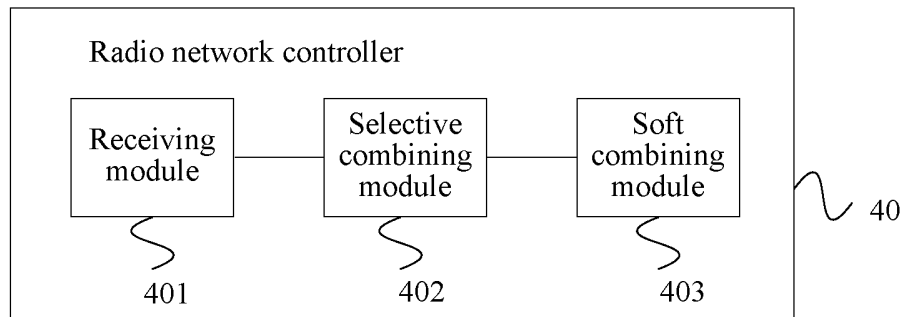 Radio network controller
Receiving
module
Selective
combining
module
Soft
combining
module
401
402
403
40